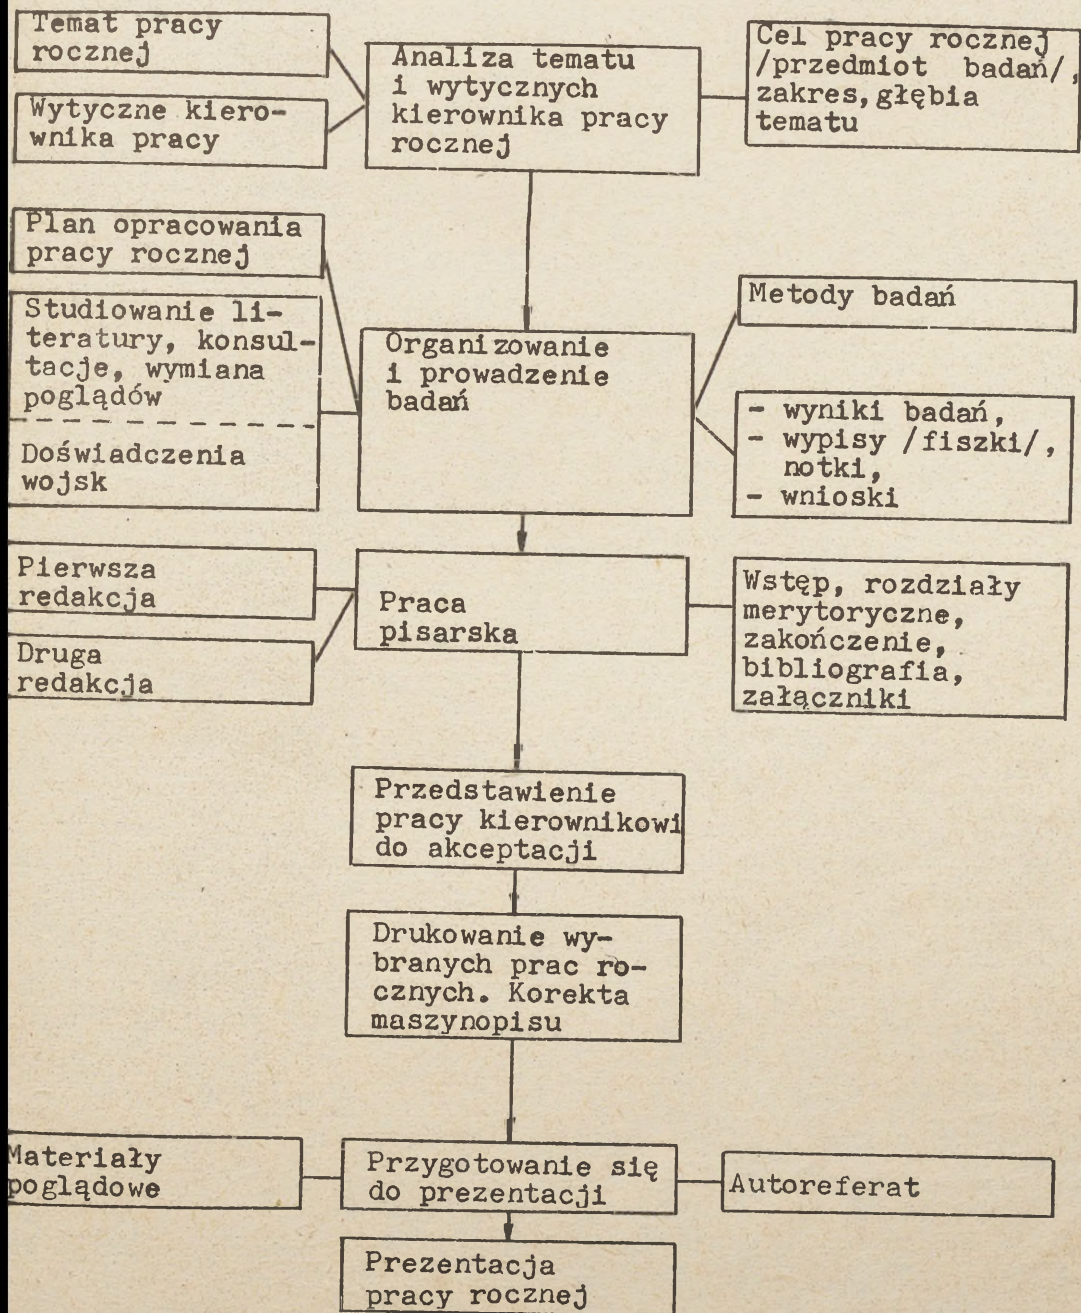 Temat pracy
rocznej
Wytyczne kiero-
wnika pracy
Analiza tematu
i wytycznych
kierownika pracy
rocznej
Cel pracy rocznej
/przedmiot badań/,
zakres, głębia
tematu
Plan opracowania
pracy rocznej
Studiowanie li-
teratury, konsul-
tacje, wymiana
poglądów
Doświadczenia
wojsk
Organizowanie
i prowadzenie
badań
Metody badań
- wyniki badań,
- wypisy /fiszki/,
notki,
- wnioski
Pierwsza
redakcja
Druga
redakcja
Praca
pisarska
Wstęp, rozdziały
merytoryczne,
zakończenie,
bibliografia,
załączniki
Przedstawienie
pracy kierownikowi
do akceptacji
Drukowanie wy-
branych prac ro-
cznych. Korekta
maszynopisu
Materiały
poglądowe
Przygotowanie się
do prezentacji
Autoreferat
Prezentacja
pracy rocznej